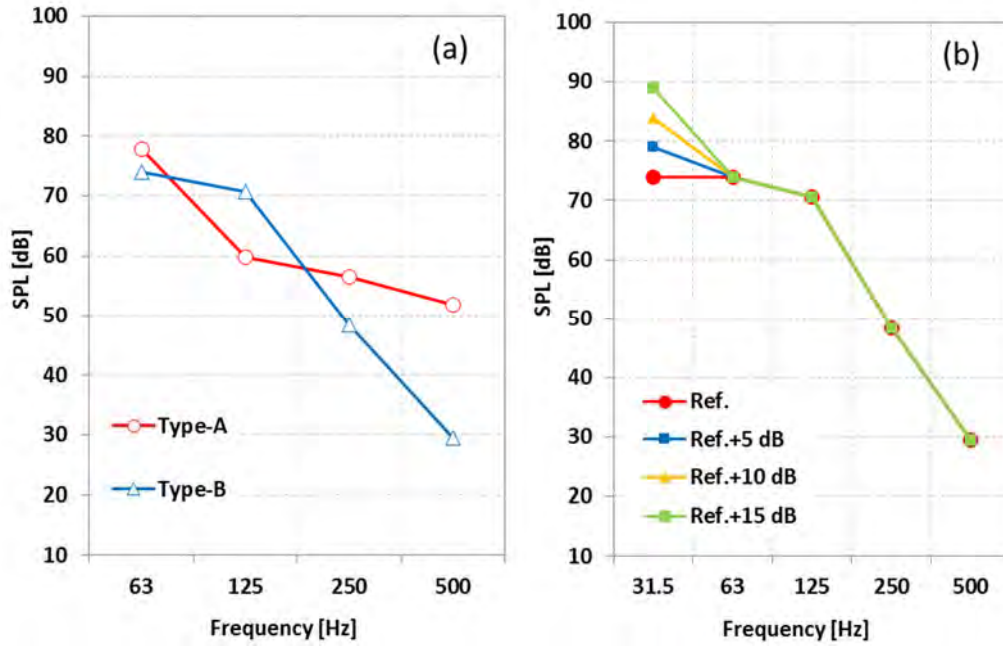 (a)
100
90
80
70
60
50
40
30
20
10
SPL [dB]
Type-A
Type-B
63 125 250 500
Frequency [Hz]
(b)
100
90
80
70
60
50
40
30
20
10
SPL [dB]
Ref.
Ref.+5 dB
Ref.+10 dB
Ref.+15 dB
31.5 63 125 250 500
Frequency [Hz]